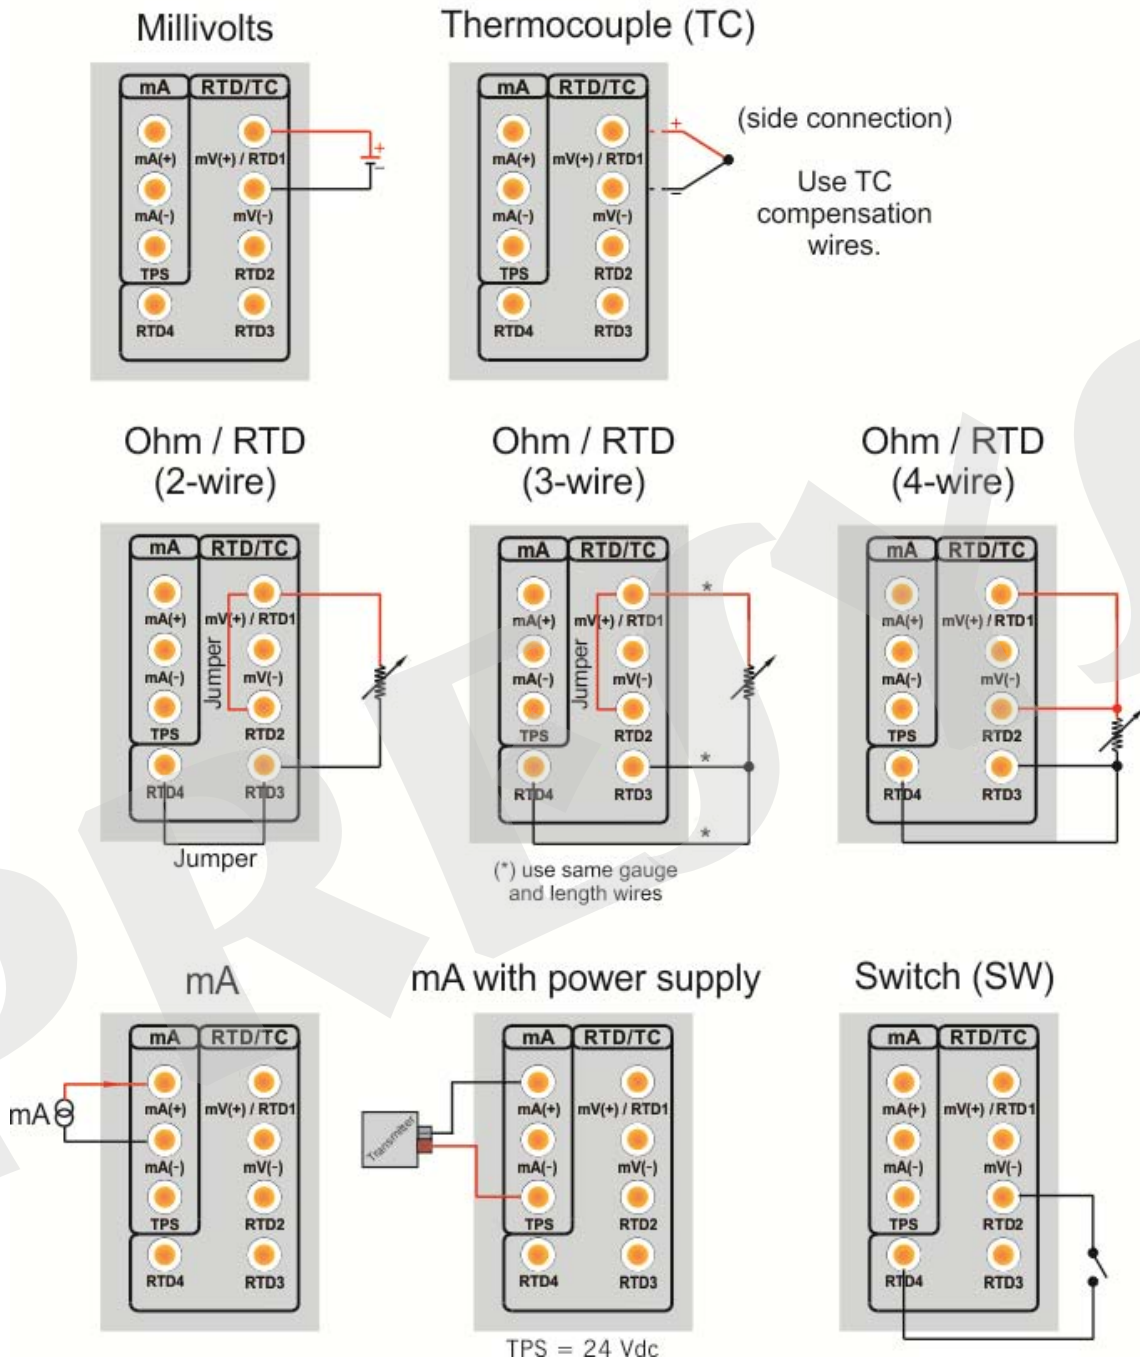 Millivolts
Thermocouple (TC)
mA RTD/TC
mA(+) mV(+) / RTD1
mA(-) mV(-)
TPS RTD2
RTD4 RTD3
+
–
mA RTD/TC
mA(+) mV(+) / RTD1
mA(-) mV(-)
TPS RTD2
RTD4 RTD3
+
–
(side connection)
Use TC
compensation
wires.
Ohm / RTD
(2-wire)
Ohm / RTD
(3-wire)
Ohm / RTD
(4-wire)
mA RTD/TC
mA(+) mV(+) / RTD1
mA(-) mV(-)
TPS RTD2
RTD4 RTD3
Jumper
Jumper
mA RTD/TC
mA(+) mV(+) / RTD1
mA(-) mV(-)
TPS RTD2
RTD4 RTD3
Jumper
*
*
*
(*) use same gauge
and length wires
mA RTD/TC
mA(+) mV(+) / RTD1
mA(-) mV(-)
TPS RTD2
RTD4 RTD3
mA
mA with power supply
Switch (SW)
mA
mA RTD/TC
mA(+) mV(+) / RTD1
mA(-) mV(-)
TPS RTD2
RTD4 RTD3
Transmitter
mA RTD/TC
mA(+) mV(+) / RTD1
mA(-) mV(-)
TPS RTD2
RTD4 RTD3
TPS = 24 Vdc
mA RTD/TC
mA(+) mV(+) / RTD1
mA(-) mV(-)
TPS RTD2
RTD4 RTD3
PRESYS